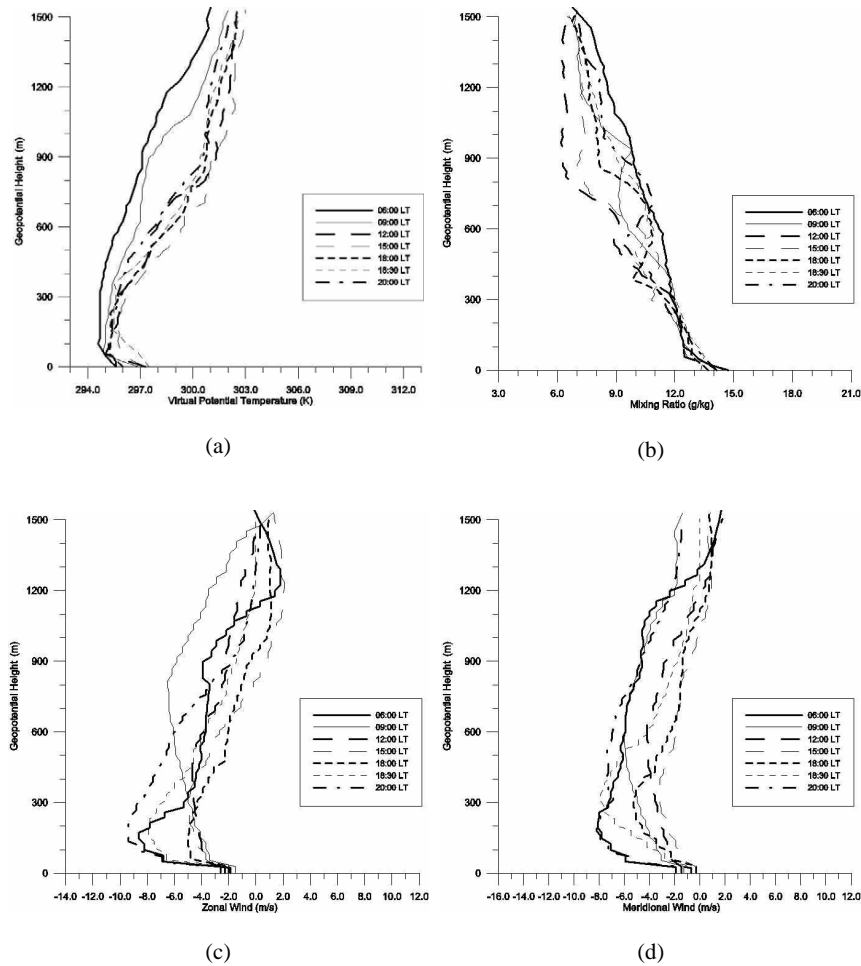 1500
1200
900
600
300
0
Geopotential Height (m)
06:00 LT
09:00 LT
12:00 LT
15:00 LT
18:00 LT
18:30 LT
20:00 LT
294.0 297.0 300.0 303.0 306.0 309.0 312.0
Virtual Potential Temperature (K)
(a)
1500
1200
900
600
300
0
Geopotential Height (m)
06:00 LT
09:00 LT
12:00 LT
15:00 LT
18:00 LT
18:30 LT
20:00 LT
3.0 6.0 9.0 12.0 15.0 18.0 21.0
Mixing Ratio (g/kg)
(b)
1500
1200
900
600
300
0
Geopotential Height (m)
06:00 LT
09:00 LT
12:00 LT
15:00 LT
18:00 LT
18:30 LT
20:00 LT
-14.0 -12.0 -10.0 -8.0 -6.0 -4.0 -2.0 0.0 2.0 4.0 6.0 8.0 10.0 12.0
Zonal Wind (m/s)
(c)
1500
1200
900
600
300
0
Geopotential Height (m)
06:00 LT
09:00 LT
12:00 LT
15:00 LT
18:00 LT
18:30 LT
20:00 LT
-16.0 -14.0 -12.0 -10.0 -8.0 -6.0 -4.0 -2.0 0.0 2.0 4.0 6.0 8.0 10.0 12.0
Meridional Wind (m/s)
(d)